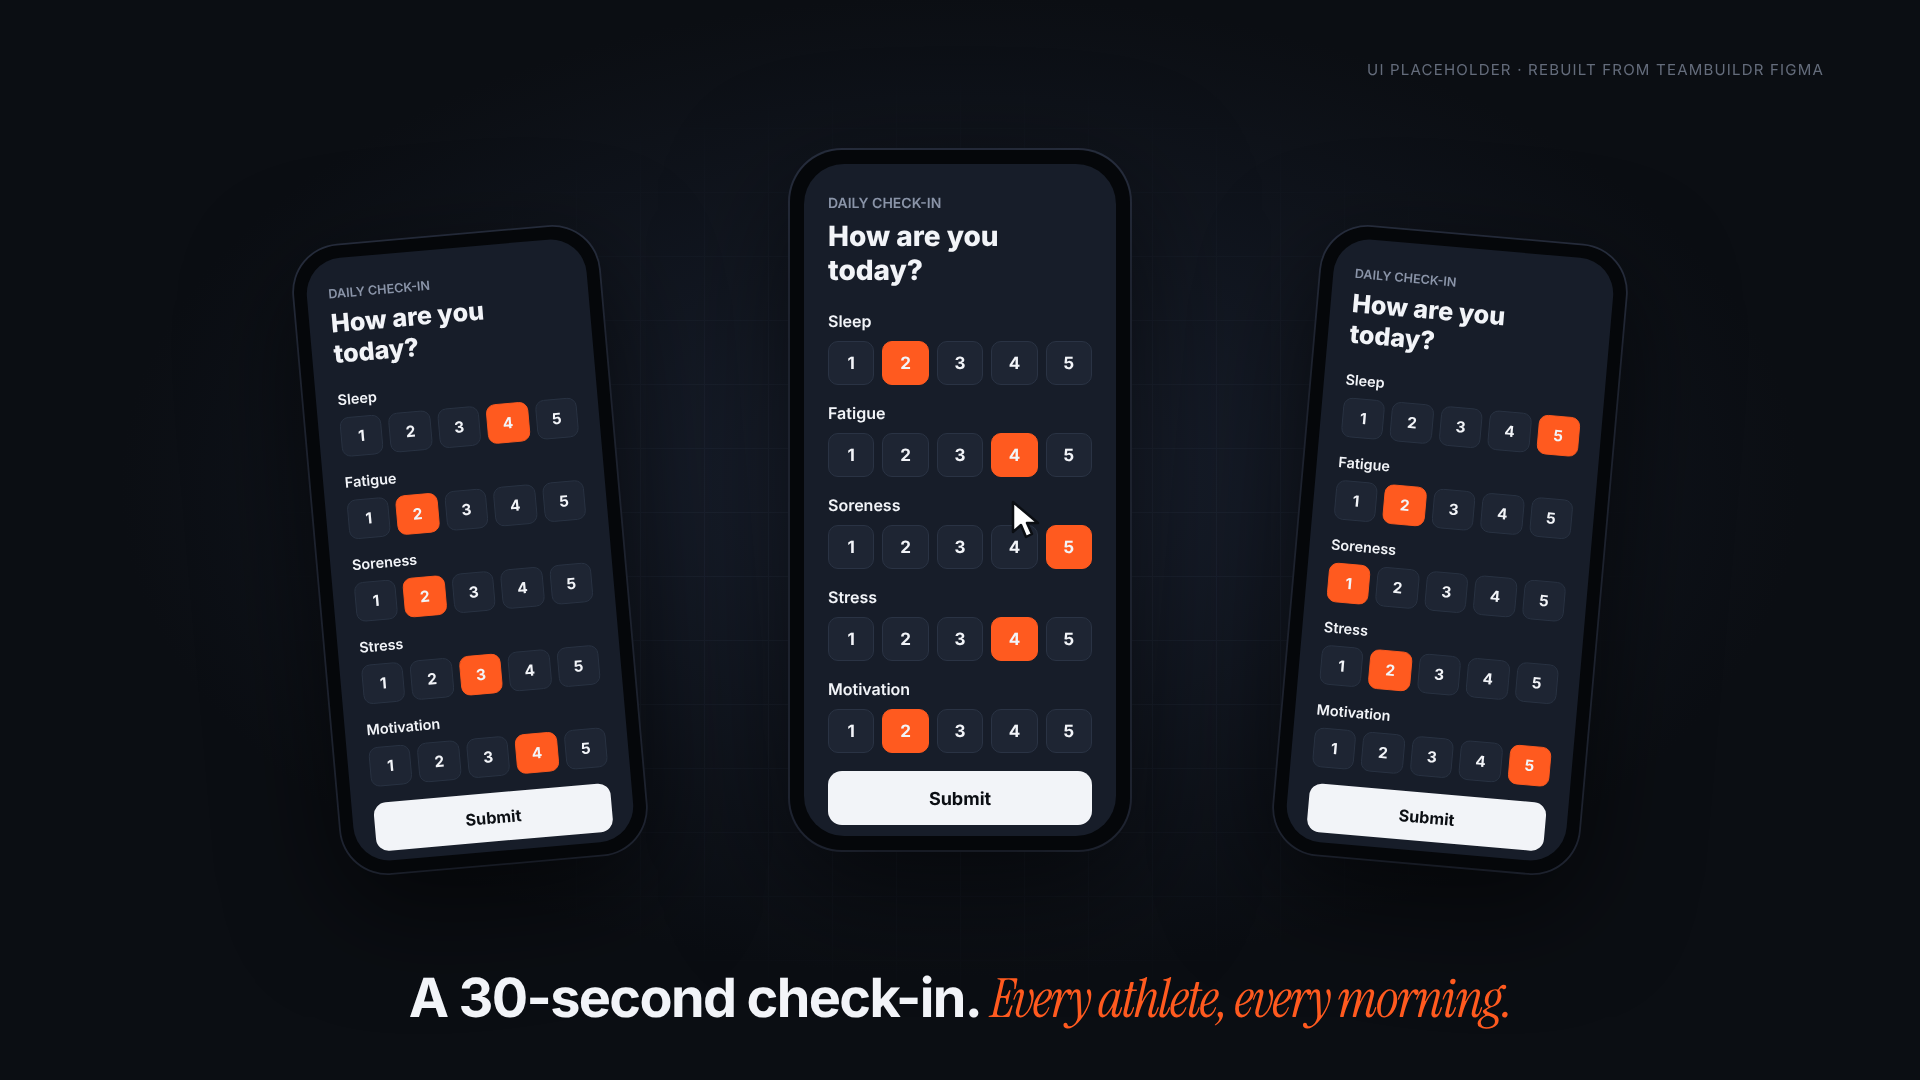 UI PLACEHOLDER · REBUILT FROM TEAMBUILDR FIGMA
DAILY CHECK-IN
How are you
today?
Sleep
1 2 3 4 5
Fatigue
1 2 3 4 5
Soreness
1 2 3 4 5
Stress
1 2 3 4 5
Motivation
1 2 3 4 5
Submit
DAILY CHECK-IN
How are you
today?
Sleep
1 2 3 4 5
Fatigue
1 2 3 4 5
Soreness
1 2 3 4 5
Stress
1 2 3 4 5
Motivation
1 2 3 4 5
Submit
DAILY CHECK-IN
How are you
today?
Sleep
1 2 3 4 5
Fatigue
1 2 3 4 5
Soreness
1 2 3 4 5
Stress
1 2 3 4 5
Motivation
1 2 3 4 5
Submit
A 30-second check-in. Every athlete, every morning.